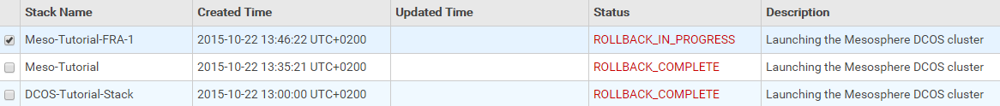 Stack Name Created Time Updated Time Status Description
Meso-Tutorial-FRA-1 2015-10-22 13:46:22 UTC+0200 ROLLBACK_IN_PROGRESS Launching the Mesosphere DCOS cluster
Meso-Tutorial 2015-10-22 13:35:21 UTC+0200 ROLLBACK_COMPLETE Launching the Mesosphere DCOS cluster
DCOS-Tutorial-Stack 2015-10-22 13:00:00 UTC+0200 ROLLBACK_COMPLETE Launching the Mesosphere DCOS cluster